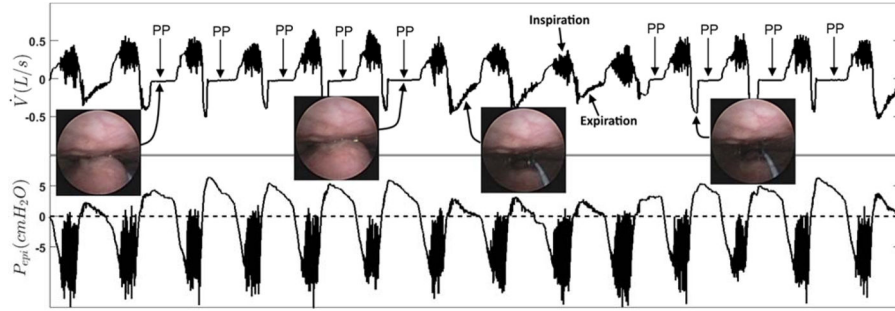 PP PP PP PP PP Inspiration PP PP PP PP
0.5
0
-0.5
V̇(L/s)
Expiration
5
0
-5
P_epi(cmH₂O)